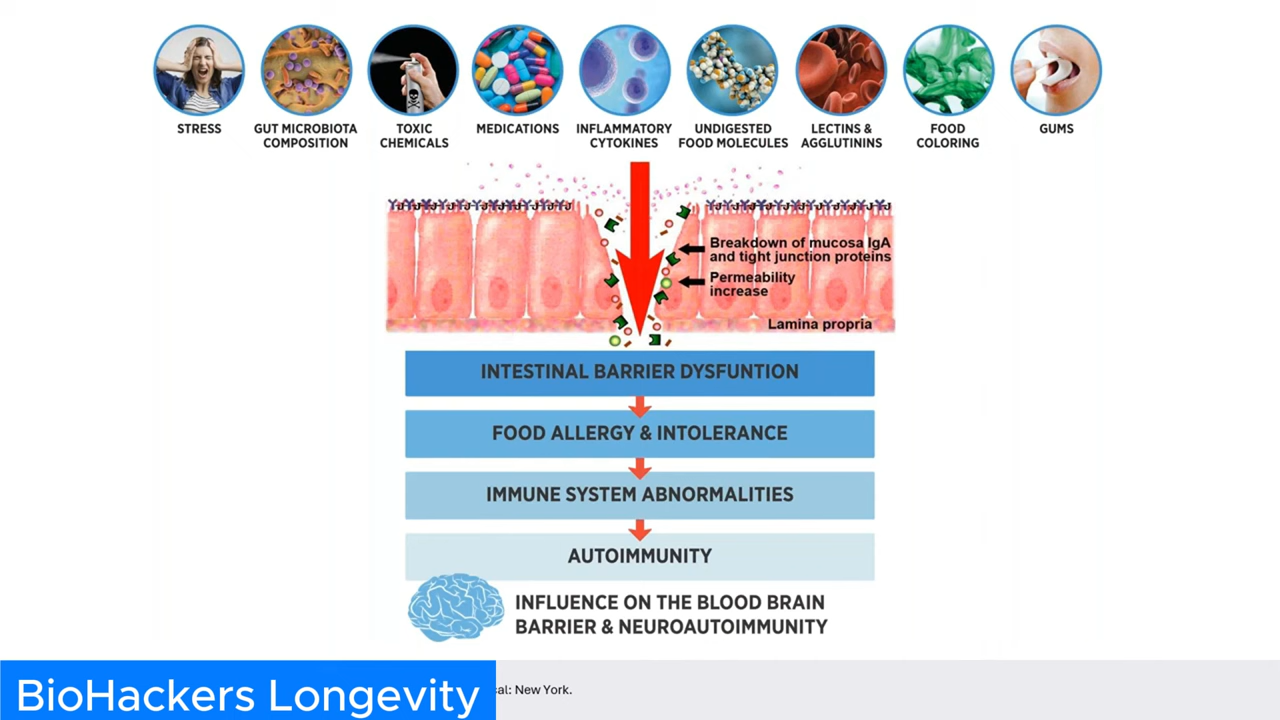 STRESS
GUT MICROBIOTA
COMPOSITION
TOXIC
CHEMICALS
MEDICATIONS
INFLAMMATORY
CYTOKINES
UNDIGESTED
FOOD MOLECULES
LECTINS &
AGGLUTININS
FOOD
COLORING
GUMS
Breakdown of mucosa IgA
and tight junction proteins
Permeability
increase
Lamina propria
INTESTINAL BARRIER DYSFUNTION
FOOD ALLERGY & INTOLERANCE
IMMUNE SYSTEM ABNORMALITIES
AUTOIMMUNITY
INFLUENCE ON THE BLOOD BRAIN
BARRIER & NEUROAUTOIMMUNITY
BioHackers Longevity
: New York.